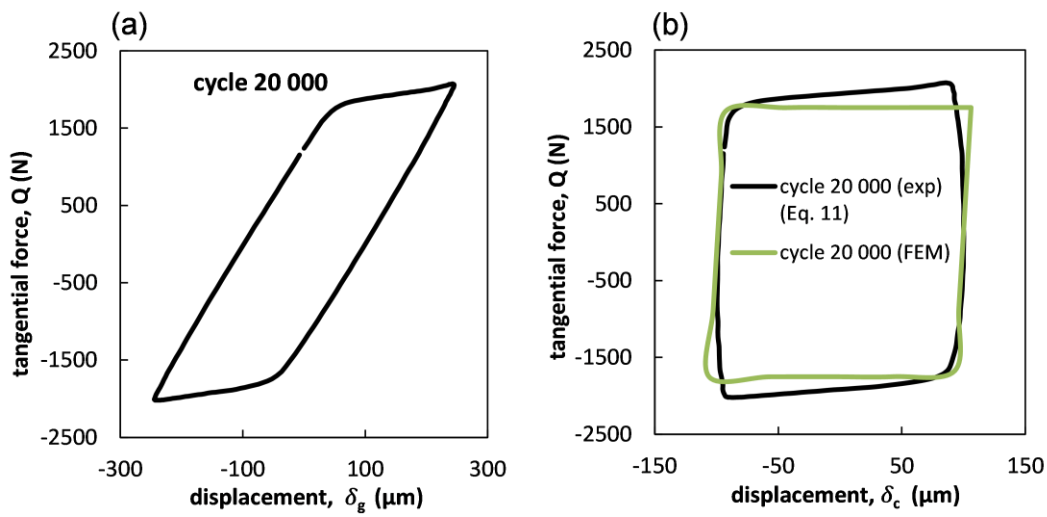 (a)
cycle 20 000
2500
1500
500
-500
-1500
-2500
tangential force, Q (N)
-300
-100
100
300
displacement, δg (μm)
(b)
2500
1500
500
-500
-1500
-2500
tangential force, Q (N)
cycle 20 000 (exp)
(Eq. 11)
cycle 20 000 (FEM)
-150
-50
50
150
displacement, δc (μm)